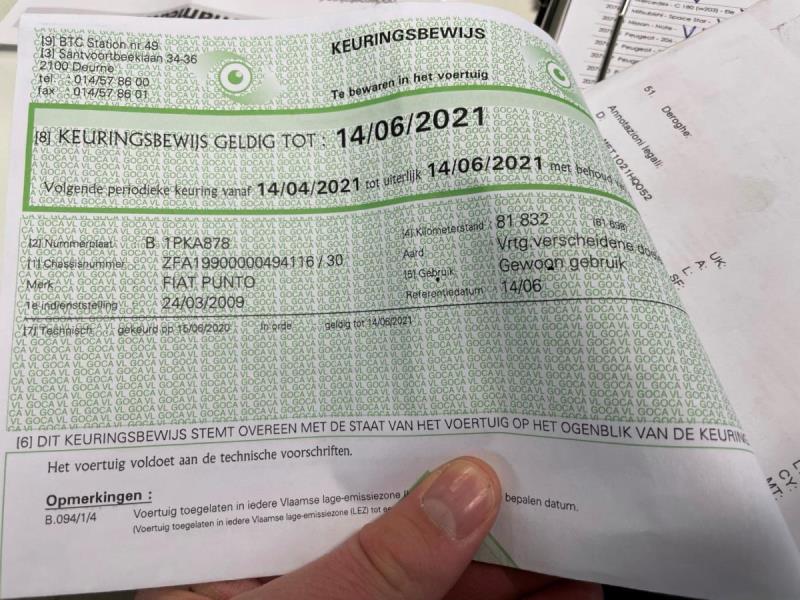 [9] BTC Station nr 49
[3] Santvoortbeeklaan 34-36
2100 Deurne
tel : 014/57 86 00
fax : 014/57 86 01
KEURINGSBEWIJS
Te bewaren in het voertuig
[8] KEURINGSBEWIJS GELDIG TOT : 14/06/2021
Volgende periodieke keuring vanaf 14/04/2021 tot uiterlijk 14/06/2021 met behoud
[2] Nummerplaat B 1PKA878
[1] Chassisnummer : ZFA19900000494116 / 30
Merk FIAT PUNTO
1e indienststelling 24/03/2009
[4] Kilometerstand : 81 832
Aard Vrtg.verscheidene
[5] Gebruik Gewoon gebruik
Referentiedatum 14/06
[7] Technisch gekeurd op 15/06/2020 In orde geldig tot 14/06/2021
[6] DIT KEURINGSBEWIJS STEMT OVEREEN MET DE STAAT VAN HET VOERTUIG OP HET OGENBLIK VAN DE
Het voertuig voldoet aan de technische voorschriften.
Opmerkingen :
B.094/1/4 Voertuig toegelaten in iedere Vlaamse lage-emissiezone bepalen datum.
(Voertuig toegelaten in iedere Vlaamse lage-emissiezone (LEZ) tot
51. Deroghe:
Annotazioni legali:
D:
UK:
A:
L:
SF:
CY:
MT: